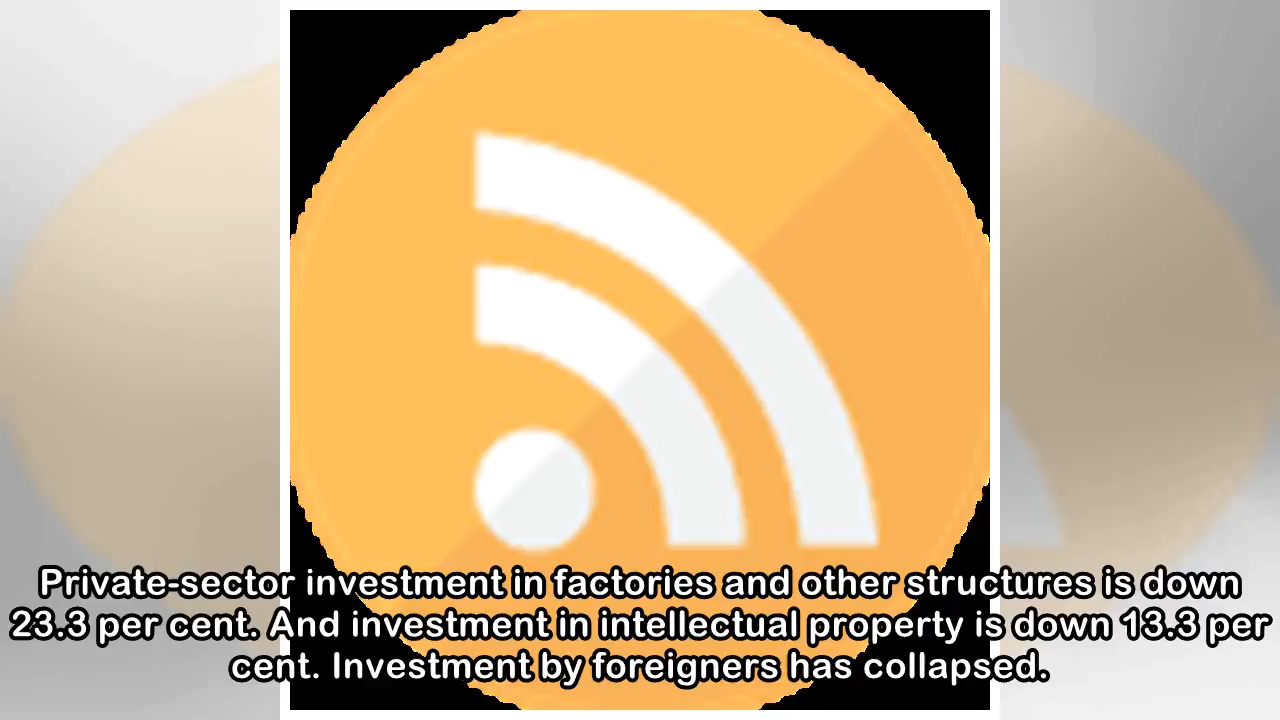 Private-sector investment in factories and other structures is down
23.3 per cent. And investment in intellectual property is down 13.3 per
cent. Investment by foreigners has collapsed.